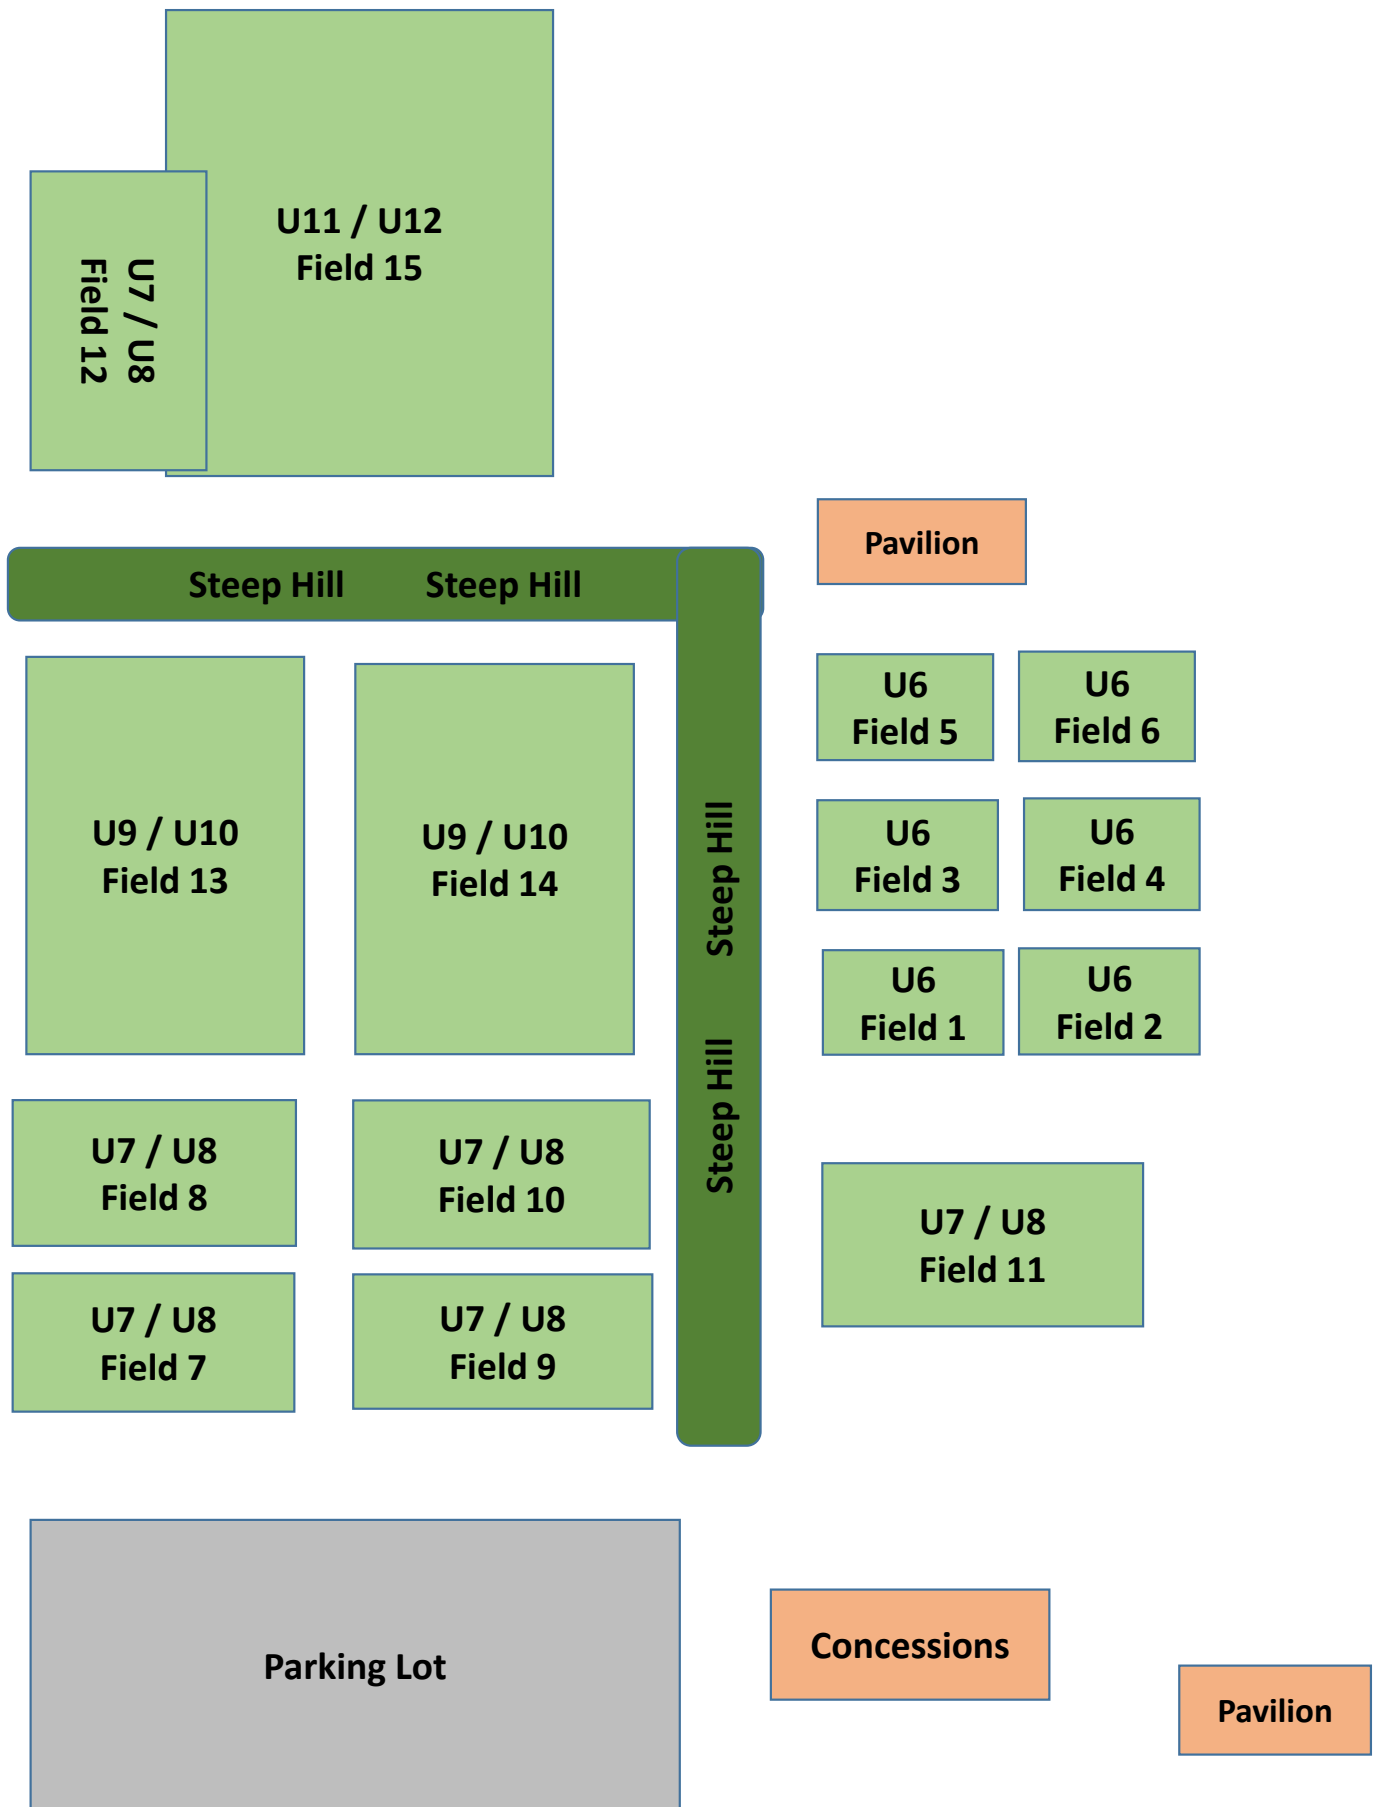 U11 / U12
Field 15
U7 / U8
Field 12
Pavilion
Steep Hill Steep Hill
U6
Field 5
U6
Field 6
U9 / U10
Field 13
U9 / U10
Field 14
Steep Hill Steep Hill
U6
Field 3
U6
Field 4
U6
Field 1
U6
Field 2
U7 / U8
Field 8
U7 / U8
Field 10
U7 / U8
Field 11
U7 / U8
Field 7
U7 / U8
Field 9
Parking Lot
Concessions
Pavilion